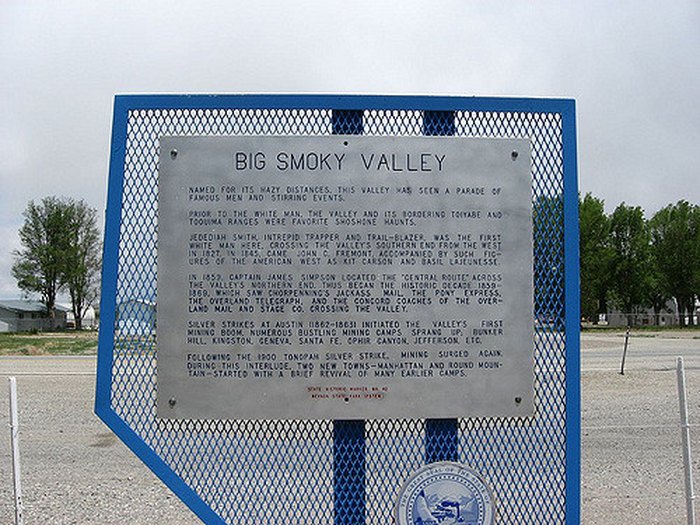 BIG SMOKY VALLEY
NAMED FOR ITS HAZY DISTANCES, THIS VALLEY HAS SEEN A PARADE OF
FAMOUS MEN AND STIRRING EVENTS.
PRIOR TO THE WHITE MAN, THE VALLEY AND ITS BORDERING TOIYABE AND
TOQUIMA RANGES WERE FAVORITE SHOSHONE HAUNTS.
JEDEDIAH SMITH, INTREPID TRAPPER AND TRAIL-BLAZER, WAS THE FIRST
WHITE MAN HERE, CROSSING THE VALLEY'S SOUTHERN END FROM THE WEST
IN 1827. IN 1845, CAME JOHN C. FREMONT, ACCOMPANIED BY SUCH FIG-
URES OF THE AMERICAN WEST AS KIT CARSON AND BASIL LAJEUNESSE.
IN 1859, CAPTAIN JAMES SIMPSON LOCATED THE "CENTRAL ROUTE" ACROSS
THE VALLEY'S NORTHERN END. THUS BEGAN THE HISTORIC DECADE 1859-
1869, WHICH SAW CHORPENNING'S JACKASS MAIL, THE PONY EXPRESS,
THE OVERLAND TELEGRAPH, AND THE CONCORD COACHES OF THE OVER-
LAND MAIL AND STAGE CO. CROSSING THE VALLEY.
SILVER STRIKES AT AUSTIN (1862-1863) INITIATED THE VALLEY'S FIRST
MINING BOOM. NUMEROUS BUSTLING MINING CAMPS SPRANG UP; BUNKER
HILL, KINGSTON, GENEVA, SANTA FE, OPHIR CANYON, JEFFERSON, ETC.
FOLLOWING THE 1900 TONOPAH SILVER STRIKE, MINING SURGED AGAIN.
DURING THIS INTERLUDE, TWO NEW TOWNS-MANHATTAN AND ROUND MOUN-
TAIN-STARTED WITH A BRIEF REVIVAL OF MANY EARLIER CAMPS.
STATE HISTORIC MARKER NO. 42
NEVADA STATE PARK SYSTEM
SEAL OF THE